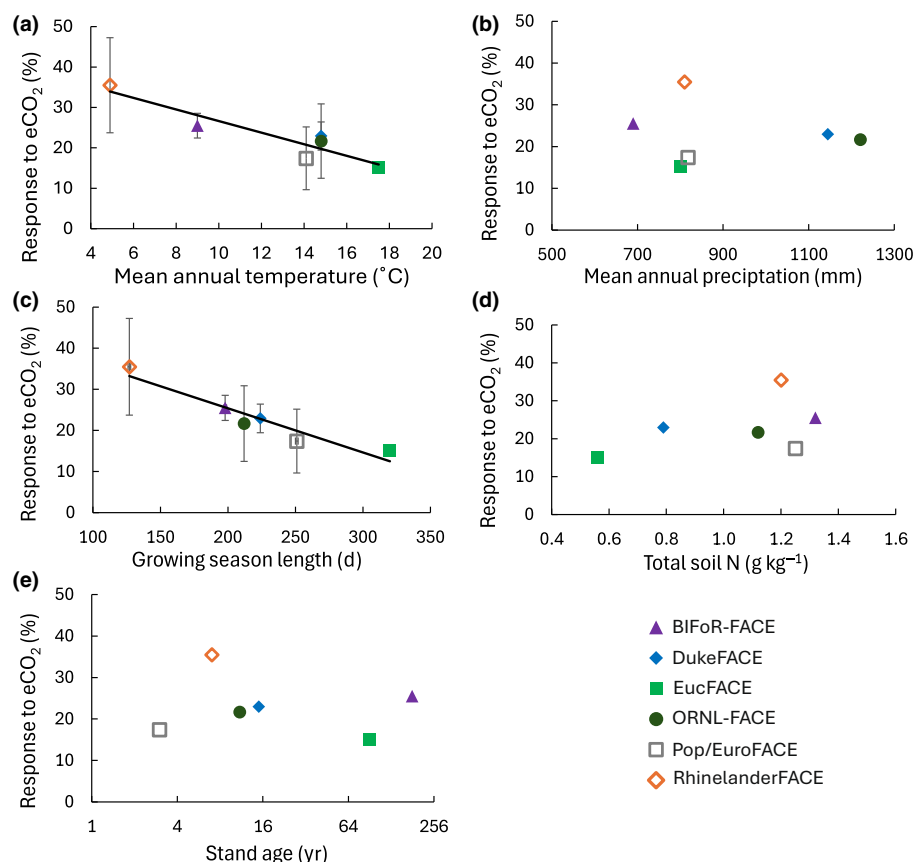 (a)
50
40
30
20
10
0
Response to eCO₂ (%)
4 6 8 10 12 14 16 18 20
Mean annual temperature (˚C)
(b)
50
40
30
20
10
0
Response to eCO₂ (%)
500 700 900 1100 1300
Mean annual preciptation (mm)
(c)
50
40
30
20
10
0
Response to eCO₂ (%)
100 150 200 250 300 350
Growing season length (d)
(d)
50
40
30
20
10
0
Response to eCO₂ (%)
0.4 0.6 0.8 1.0 1.2 1.4 1.6
Total soil N (g kg⁻¹)
(e)
50
40
30
20
10
0
Response to eCO₂ (%)
1 4 16 64 256
Stand age (yr)
BIFoR-FACE
DukeFACE
EucFACE
ORNL-FACE
Pop/EuroFACE
RhinelanderFACE